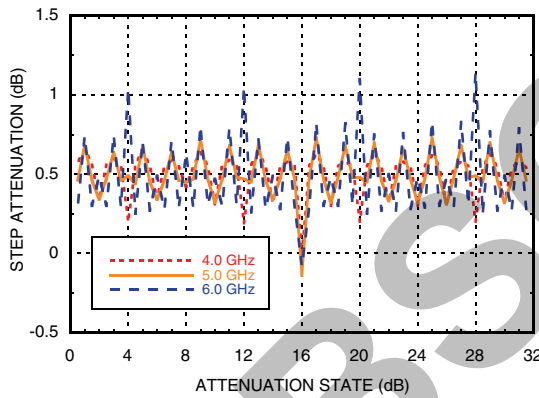 1.5
1
0.5
0
-0.5
STEP ATTENUATION (dB)
4.0 GHz
5.0 GHz
6.0 GHz
0 4 8 12 16 20 24 28 32
ATTENUATION STATE (dB)